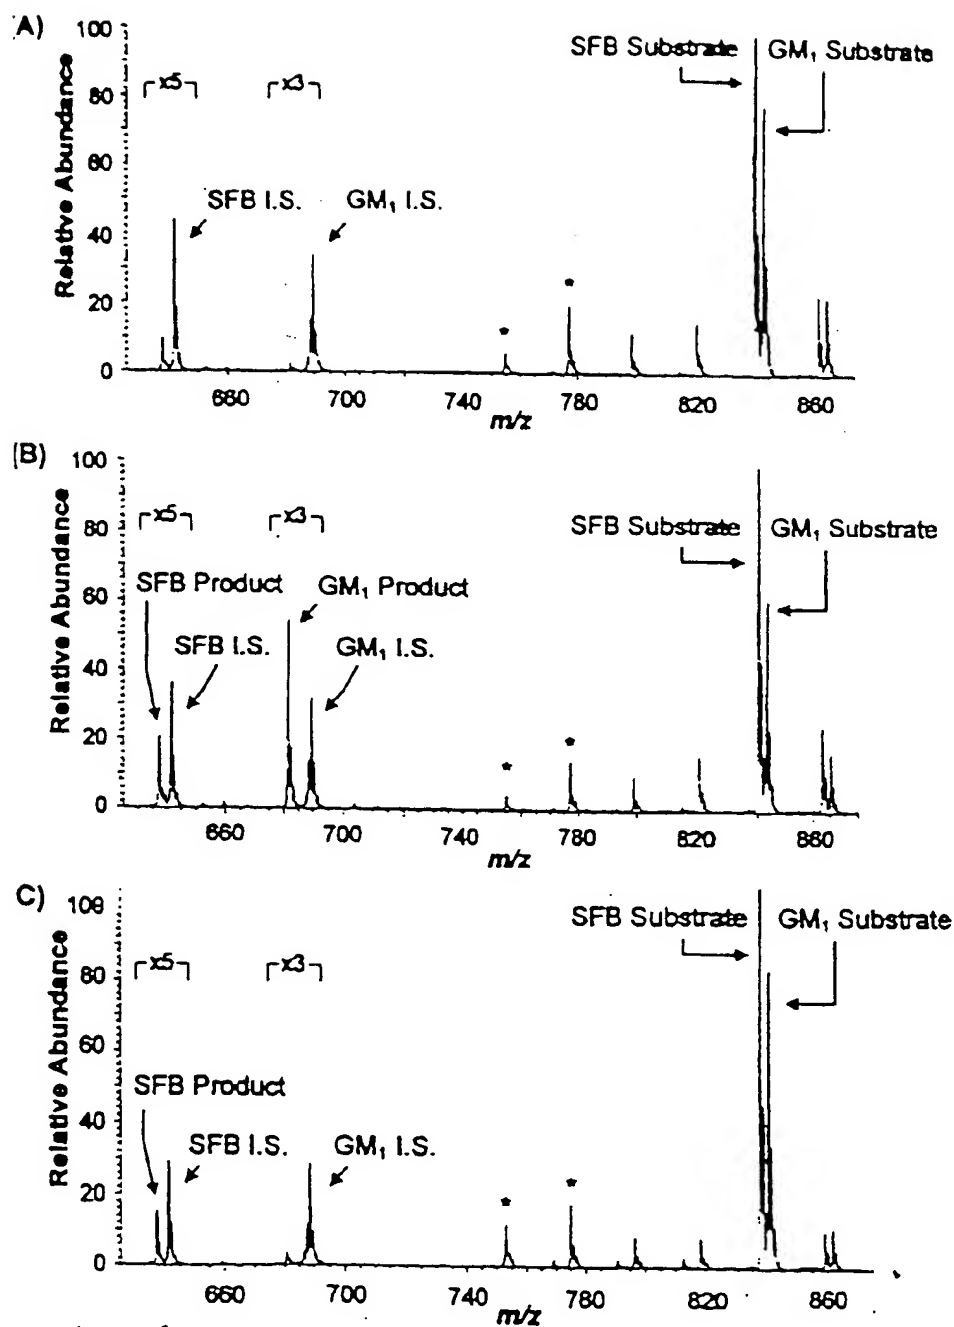 A)
100
80
60
40
20
0
Relative Abundance
x5
x3
SFB I.S.
GM₁ I.S.
*
*
SFB Substrate
GM₁ Substrate
660
700
740
780
820
860
m/z
(B)
100
80
60
40
20
0
Relative Abundance
x5
x3
SFB Product
GM₁ Product
SFB I.S.
GM₁ I.S.
*
*
SFB Substrate
GM₁ Substrate
660
700
740
780
820
860
m/z
C)
100
80
60
40
20
0
Relative Abundance
x5
x3
SFB Product
SFB I.S.
GM₁ I.S.
*
*
SFB Substrate
GM₁ Substrate
660
700
740
780
820
860
m/z